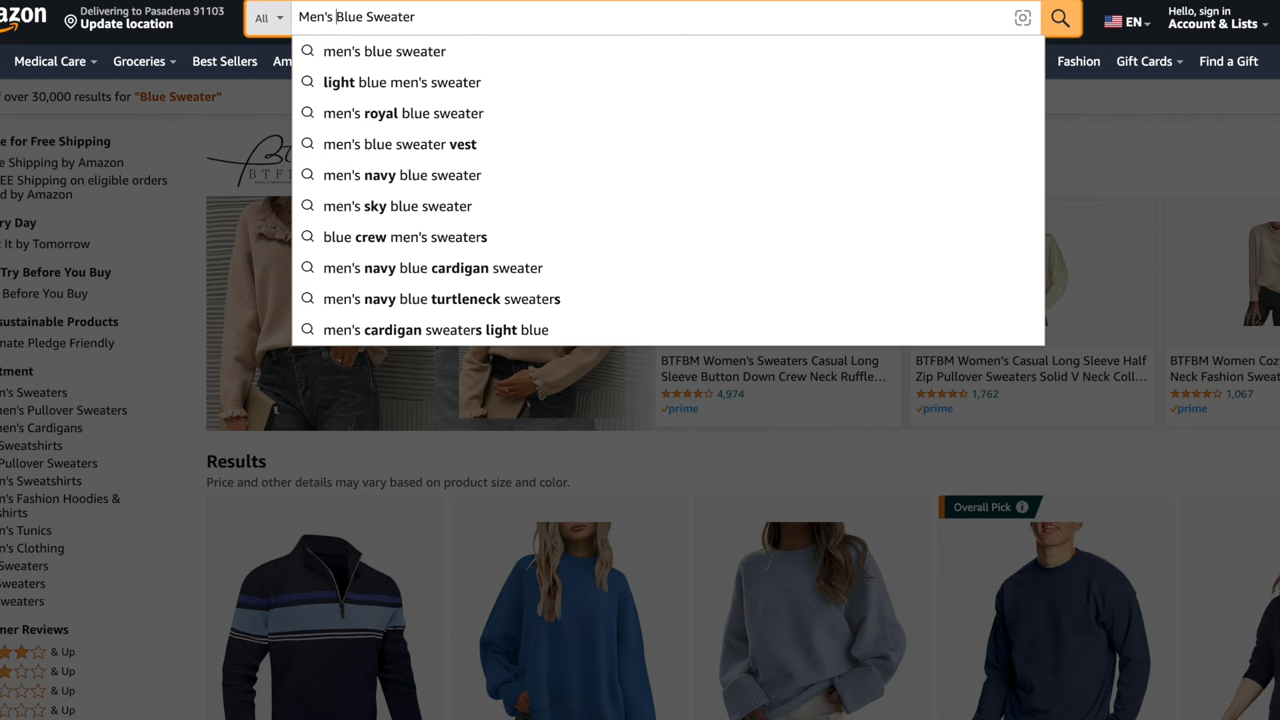 azon
Delivering to Pasadena 91103
Update location
All
Men's Blue Sweater
EN
Hello, sign in
Account & Lists
Medical Care
Groceries
Best Sellers
Am
Fashion
Gift Cards
Find a Gift
men's blue sweater
light blue men's sweater
men's royal blue sweater
men's blue sweater vest
men's navy blue sweater
men's sky blue sweater
blue crew men's sweaters
men's navy blue cardigan sweater
men's navy blue turtleneck sweaters
men's cardigan sweaters light blue
f over 30,000 results for "Blue Sweater"
e for Free Shipping
e Shipping by Amazon
EE Shipping on eligible orders
d by Amazon
ry Day
t It by Tomorrow
Try Before You Buy
Before You Buy
sustainable Products
mate Pledge Friendly
tment
n's Sweaters
en's Pullover Sweaters
en's Cardigans
Sweatshirts
Pullover Sweaters
n's Sweatshirts
n's Fashion Hoodies &
shirts
n's Tunics
n's Clothing
Sweaters
Sweaters
weaters
mer Reviews
& Up
& Up
& Up
& Up
BTF
BTFBM Women's Sweaters Casual Long
Sleeve Button Down Crew Neck Ruffle...
4,974
prime
BTFBM Women's Casual Long Sleeve Half
Zip Pullover Sweaters Solid V Neck Coll...
1,762
prime
BTFBM Women Coz
Neck Fashion Sweat
1,067
prime
Results
Price and other details may vary based on product size and color.
Overall Pick